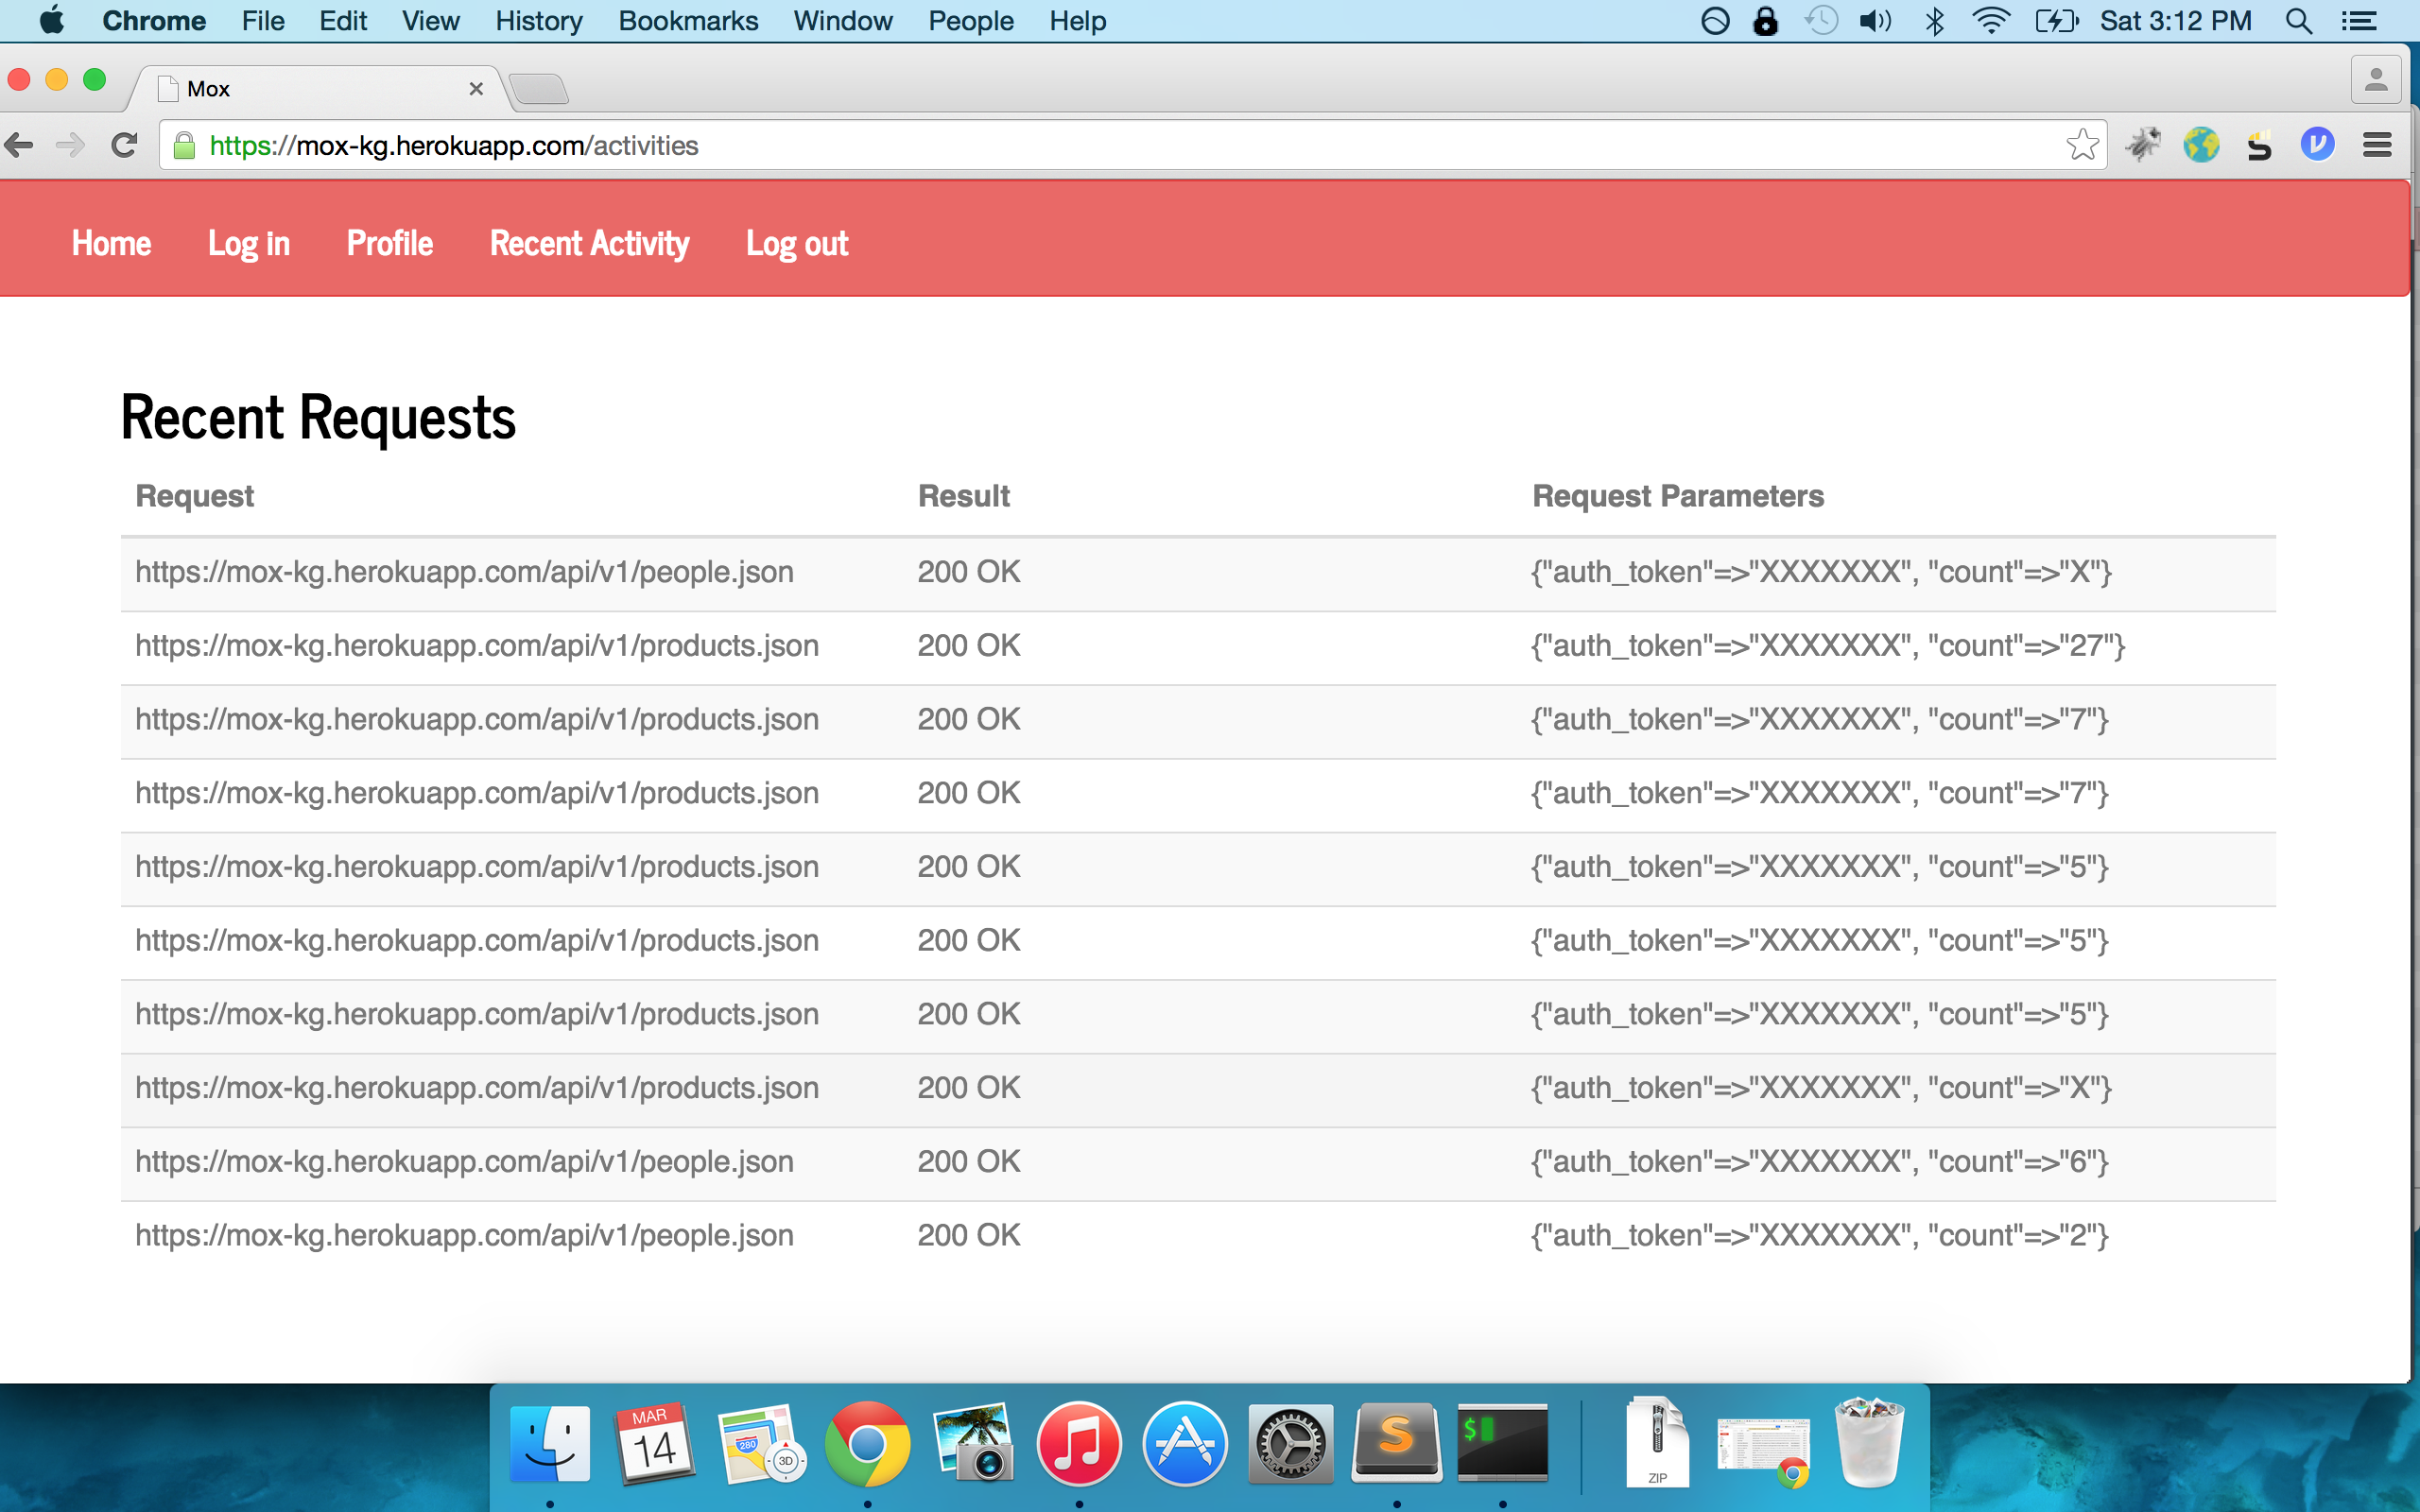 Chrome File Edit View History Bookmarks Window People Help Sat 3:12 PM
Mox
https://mox-kg.herokuapp.com/activities
Home Log in Profile Recent Activity Log out
Recent Requests
Request Result Request Parameters
https://mox-kg.herokuapp.com/api/v1/people.json 200 OK {"auth_token"=>"XXXXXXX", "count"=>"X"}
https://mox-kg.herokuapp.com/api/v1/products.json 200 OK {"auth_token"=>"XXXXXXX", "count"=>"27"}
https://mox-kg.herokuapp.com/api/v1/products.json 200 OK {"auth_token"=>"XXXXXXX", "count"=>"7"}
https://mox-kg.herokuapp.com/api/v1/products.json 200 OK {"auth_token"=>"XXXXXXX", "count"=>"7"}
https://mox-kg.herokuapp.com/api/v1/products.json 200 OK {"auth_token"=>"XXXXXXX", "count"=>"5"}
https://mox-kg.herokuapp.com/api/v1/products.json 200 OK {"auth_token"=>"XXXXXXX", "count"=>"5"}
https://mox-kg.herokuapp.com/api/v1/products.json 200 OK {"auth_token"=>"XXXXXXX", "count"=>"5"}
https://mox-kg.herokuapp.com/api/v1/products.json 200 OK {"auth_token"=>"XXXXXXX", "count"=>"X"}
https://mox-kg.herokuapp.com/api/v1/people.json 200 OK {"auth_token"=>"XXXXXXX", "count"=>"6"}
https://mox-kg.herokuapp.com/api/v1/people.json 200 OK {"auth_token"=>"XXXXXXX", "count"=>"2"}
MAR
14
280
3D
S
$
ZIP